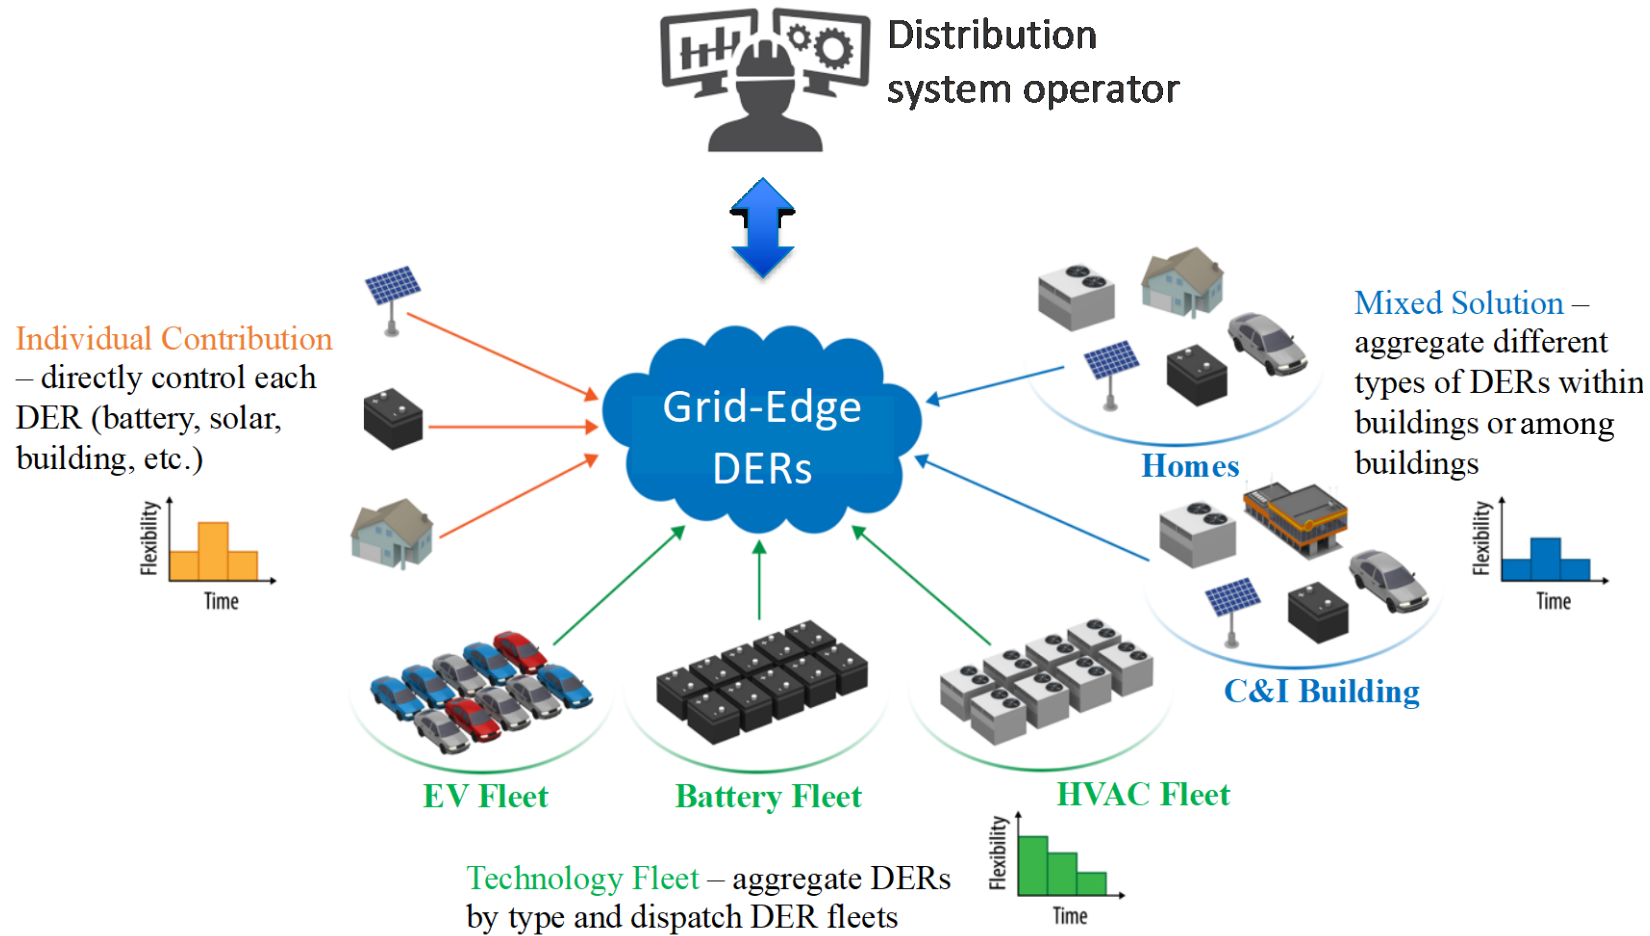 Distribution
system operator
Individual Contribution
– directly control each
DER (battery, solar,
building, etc.)
Flexibility
Time
Grid-Edge
DERs
Homes
Mixed Solution –
aggregate different
types of DERs within
buildings or among
buildings
Flexibility
Time
C&I Building
EV Fleet
Battery Fleet
HVAC Fleet
Technology Fleet – aggregate DERs
by type and dispatch DER fleets
Flexibility
Time